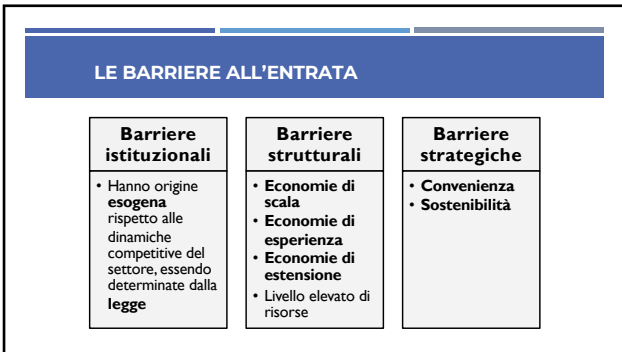 LE BARRIERE ALL'ENTRATA
Barriere
istituzionali
• Hanno origine
esogena
rispetto alle
dinamiche
competitive del
settore, essendo
determinate dalla
legge
Barriere
strutturali
• Economie di
scala
• Economie di
esperienza
• Economie di
estensione
• Livello elevato di
risorse
Barriere
strategiche
• Convenienza
• Sostenibilità